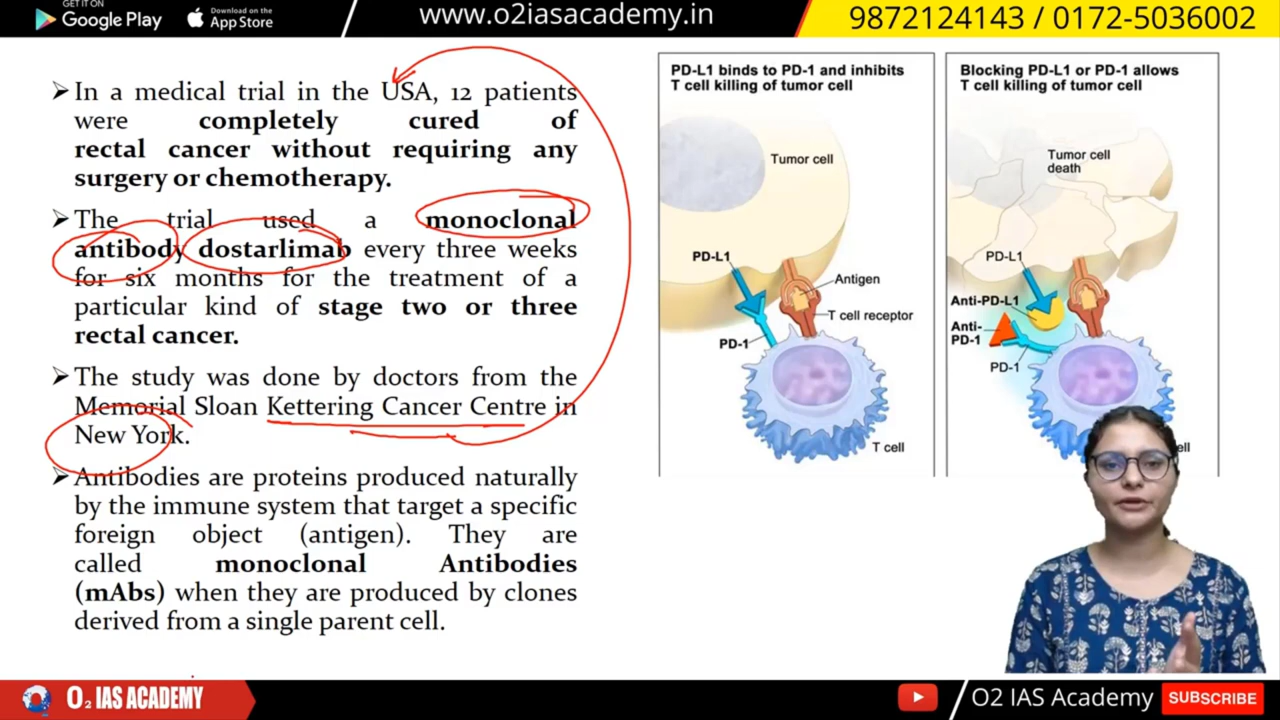 GET IT ON
Google Play
Download on the
App Store
www.o2iasacademy.in
9872124143 / 0172-5036002
In a medical trial in the USA, 12 patients
were completely cured of
rectal cancer without requiring any
surgery or chemotherapy.
The trial used a monoclonal
antibody dostarlimab every three weeks
for six months for the treatment of a
particular kind of stage two or three
rectal cancer.
The study was done by doctors from the
Memorial Sloan Kettering Cancer Centre in
New York.
Antibodies are proteins produced naturally
by the immune system that target a specific
foreign object (antigen). They are
called monoclonal Antibodies
(mAbs) when they are produced by clones
derived from a single parent cell.
PD-L1 binds to PD-1 and inhibits
T cell killing of tumor cell
Tumor cell
PD-L1
Antigen
T cell receptor
PD-1
T cell
Blocking PD-L1 or PD-1 allows
T cell killing of tumor cell
Tumor cell
death
PD-L1
Anti-PD-L1
Anti-
PD-1
PD-1
ell
O2 IAS ACADEMY
O2 IAS Academy
SUBSCRIBE